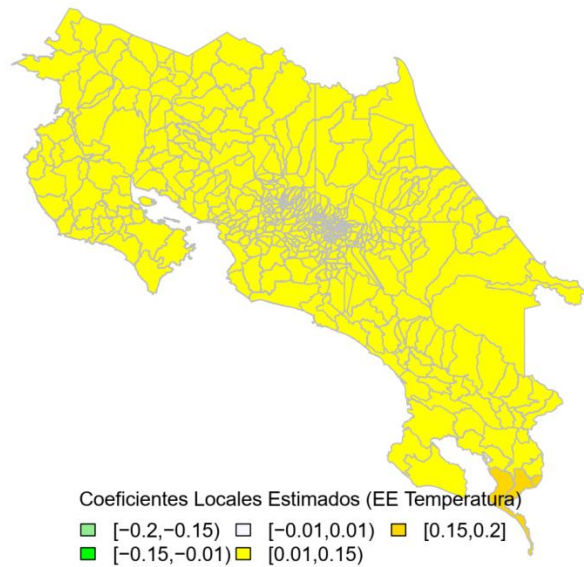 Coeficientes Locales Estimados (EE Temperatura)
[−0.2,−0.15) [−0.01,0.01) [0.15,0.2]
[−0.15,−0.01) [0.01,0.15)